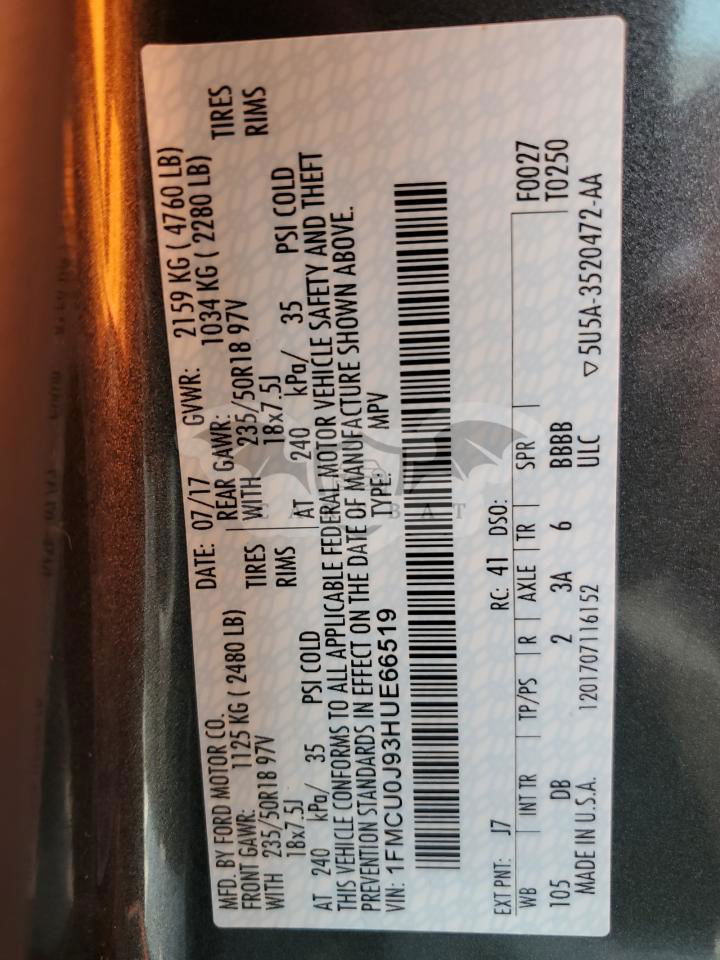 MFD. BY FORD MOTOR CO. DATE: 07/17 GVWR: 2159 KG ( 4760 LB)
FRONT GAWR: 1125 KG ( 2480 LB) REAR GAWR: 1034 KG ( 2280 LB)
WITH 235/50R18 97V TIRES WITH 235/50R18 97V TIRES
18x7.5J RIMS 18x7.5J RIMS
AT 240 kPa/ 35 PSI COLD AT 240 kPa/ 35 PSI COLD
THIS VEHICLE CONFORMS TO ALL APPLICABLE FEDERAL MOTOR VEHICLE SAFETY AND THEFT
PREVENTION STANDARDS IN EFFECT ON THE DATE OF MANUFACTURE SHOWN ABOVE.
VIN: 1FMCU0J93HUE66519 TYPE: MPV
EXT PNT: J7 RC: 41 DSO: F0027
WB INT TR TP/PS R AXLE TR SPR T0250
105 DB 2 3A 6 BBBB
MADE IN U.S.A. 1201707116152 ULC ▽ 5U5A-3520472-AA
CAR BAT